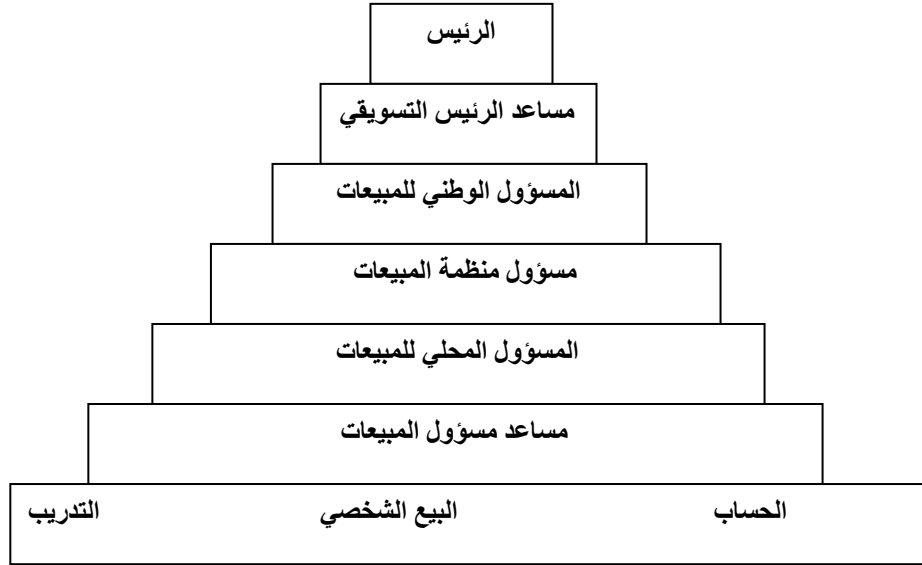 الرئيس
مساعد الرئيس التسويقي
المسؤول الوطني للمبيعات
مسؤول منظمة المبيعات
المسؤول المحلي للمبيعات
مساعد مسؤول المبيعات
الحساب البيع الشخصي التدريب